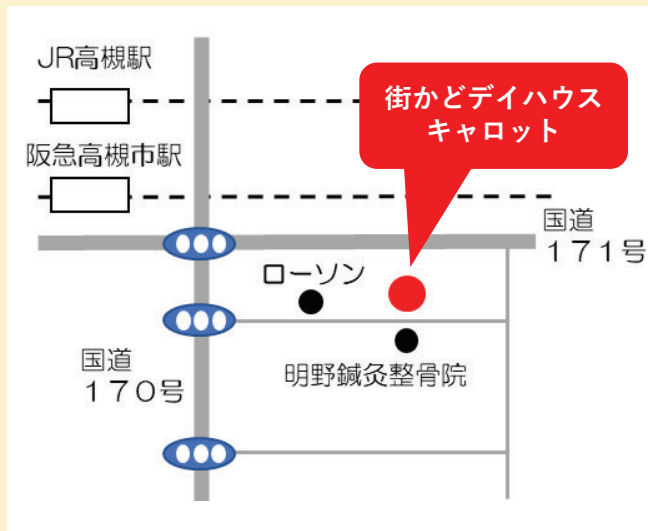 JR高槻駅
街かどデイハウス
キャロット
阪急高槻市駅
国道
１７１号
ローソン
国道
１７０号
明野鍼灸整骨院